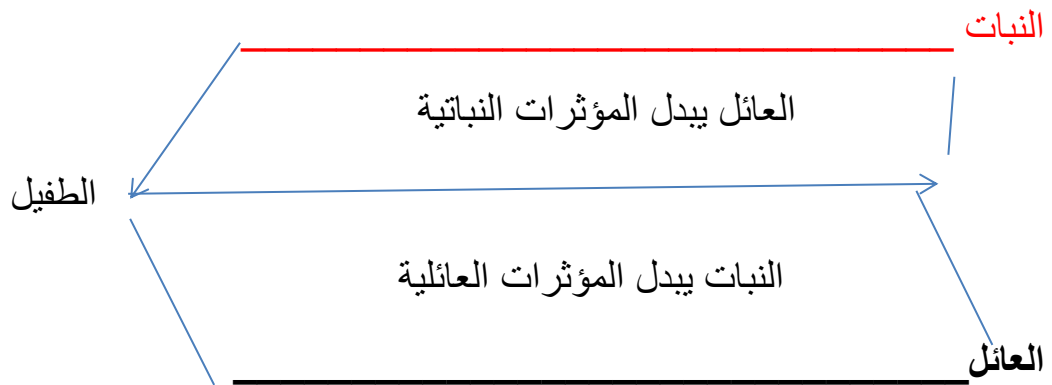 النبات
العائل يبدل المؤثرات النباتية
الطفيل
النبات يبدل المؤثرات العائلية
العائل